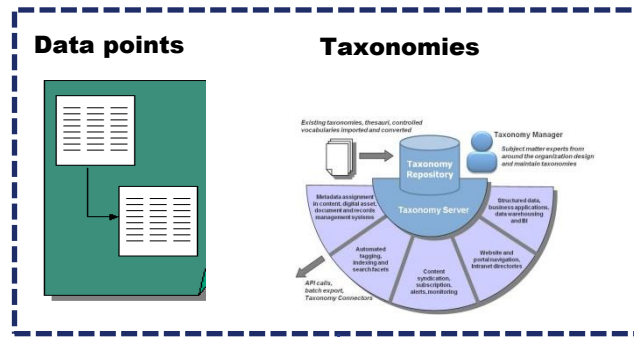 Data points
Taxonomies
Existing taxonomies, thesauri, controlled
vocabularies imported and converted
Taxonomy
Repository
Taxonomy Manager
Subject matter experts from
around the organization design
and maintain taxonomies
Taxonomy Server
Metadata assignment
in content, digital asset,
document and records
management systems
Automated
tagging,
indexing and
search facets
Content
syndication,
subscription,
alerts, monitoring
Website and
portal navigation,
Intranet directories
Structured data,
business applications,
data warehousing
and BI
API calls,
batch export,
Taxonomy Connectors